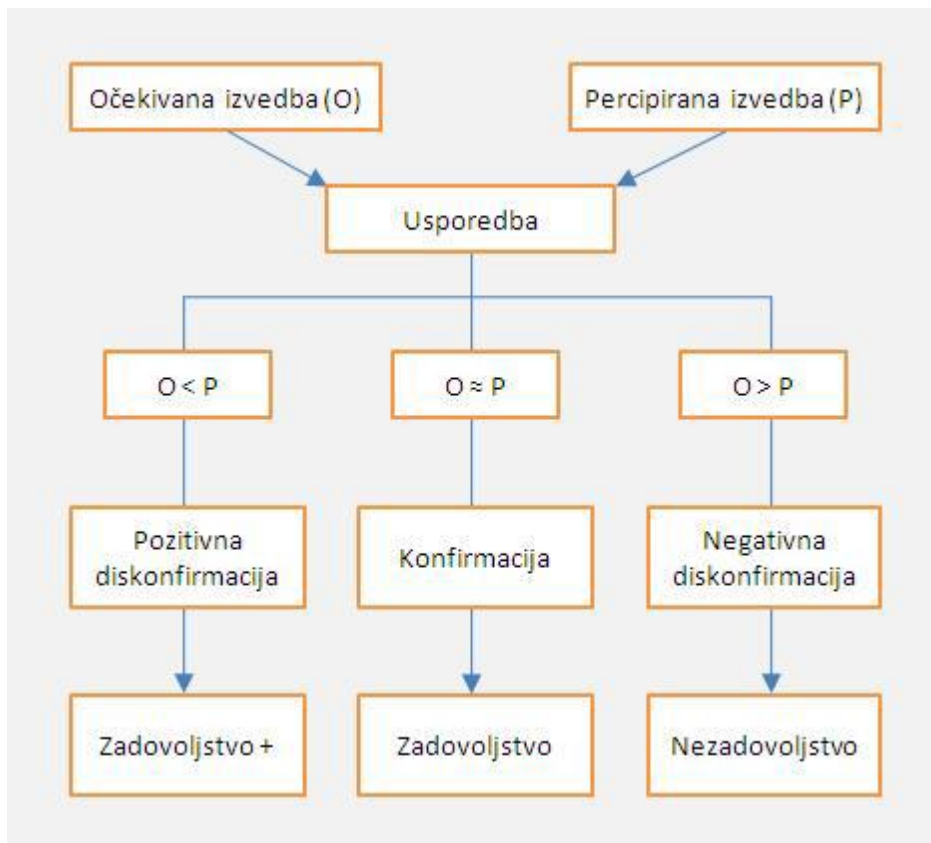 Očekivana izvedba (O)
Percipirana izvedba (P)
Usporedba
O < P
O ≈ P
O > P
Pozitivna
diskonfirmacija
Konfirmacija
Negativna
diskonfirmacija
Zadovoljstvo +
Zadovoljstvo
Nezadovoljstvo